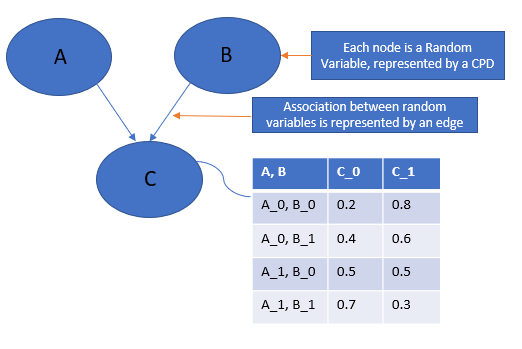 A
B
Each node is a Random
Variable, represented by a CPD
Association between random
variables is represented by an edge
C
A, B C_0 C_1
A_0, B_0 0.2 0.8
A_0, B_1 0.4 0.6
A_1, B_0 0.5 0.5
A_1, B_1 0.7 0.3